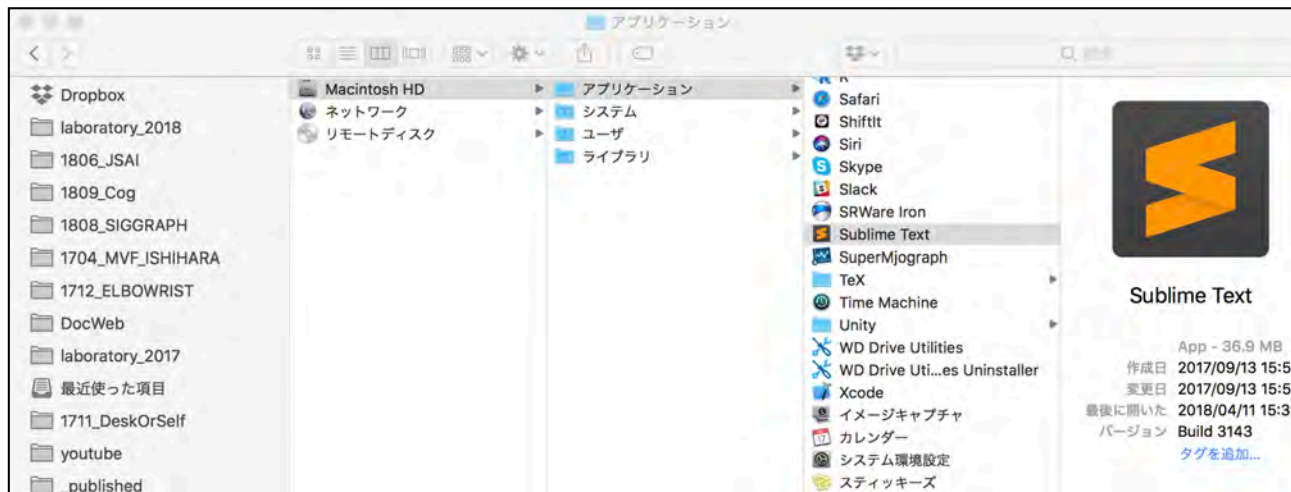 アプリケーション
Dropbox
laboratory_2018
1806_JSAI
1809_Cog
1808_SIGGRAPH
1704_MVF_ISHIHARA
1712_ELBOWRIST
DocWeb
laboratory_2017
最近使った項目
1711_DeskOrSelf
youtube
_published
Macintosh HD
ネットワーク
リモートディスク
アプリケーション
システム
ユーザ
ライブラリ
R
Safari
ShiftIt
Siri
Skype
Slack
SRWare Iron
Sublime Text
SuperMjograph
TeX
Time Machine
Unity
WD Drive Utilities
WD Drive Uti...es Uninstaller
Xcode
イメージキャプチャ
カレンダー
システム環境設定
スティッキーズ
Sublime Text
App - 36.9 MB
作成日 2017/09/13 15:5
変更日 2017/09/13 15:5
最後に開いた 2018/04/11 15:3
バージョン Build 3143
タグを追加...